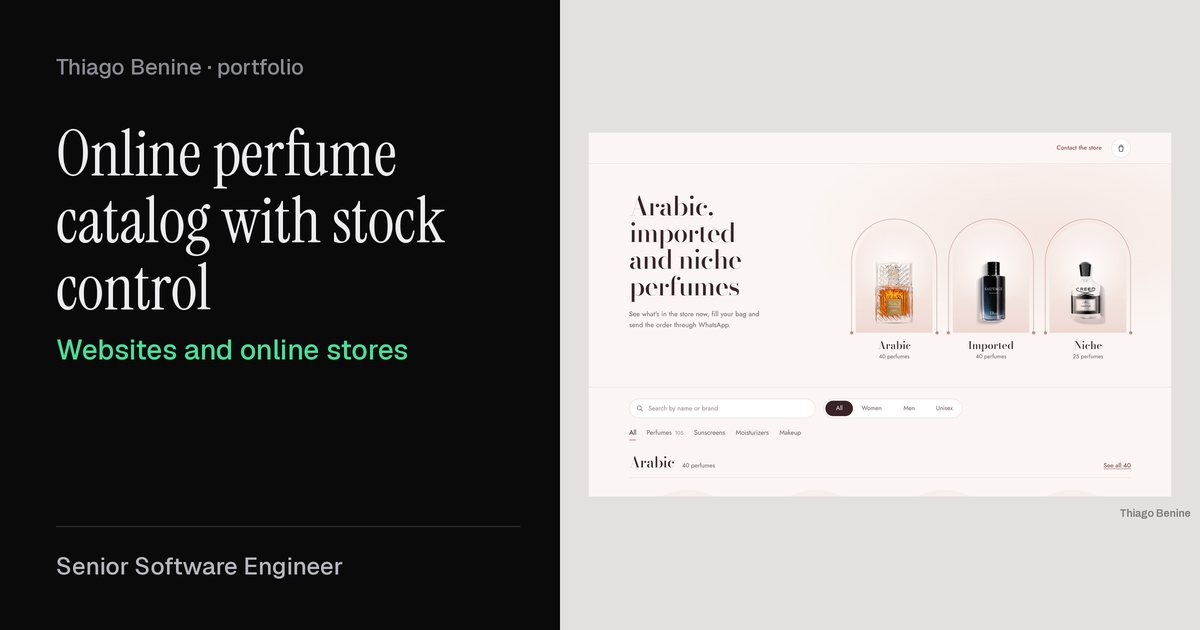 Thiago Benine · portfolio
Online perfume
catalog with stock
control
Websites and online stores
Senior Software Engineer
Contact the store
Arabic,
imported
and niche
perfumes
See what's in the store now, fill your bag and
send the order through WhatsApp.
SAUVAGE
Dior
CREED
Arabic
40 perfumes
Imported
40 perfumes
Niche
25 perfumes
Search by name or brand
All
Women
Men
Unisex
All
Perfumes 105
Sunscreens
Moisturizers
Makeup
Arabic 40 perfumes
See all 40
Thiago Benine